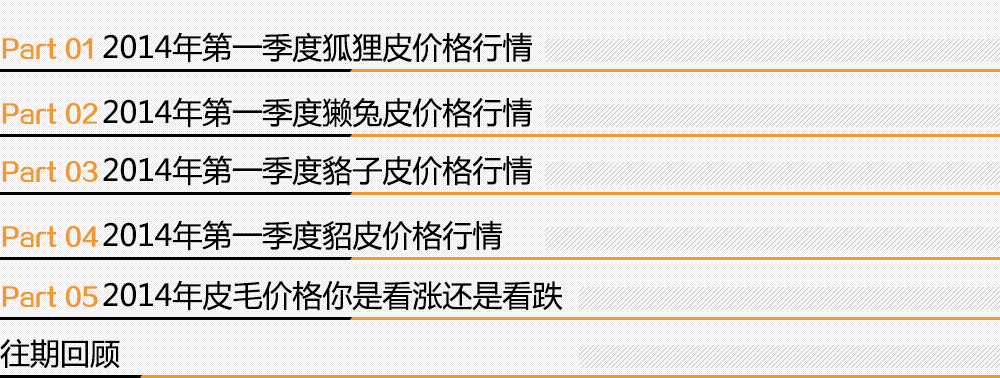 Part 01 2014年第一季度狐狸皮价格行情
Part 02 2014年第一季度獭兔皮价格行情
Part 03 2014年第一季度貉子皮价格行情
Part 04 2014年第一季度貂皮价格行情
Part 05 2014年皮毛价格你是看涨还是看跌
往期回顾